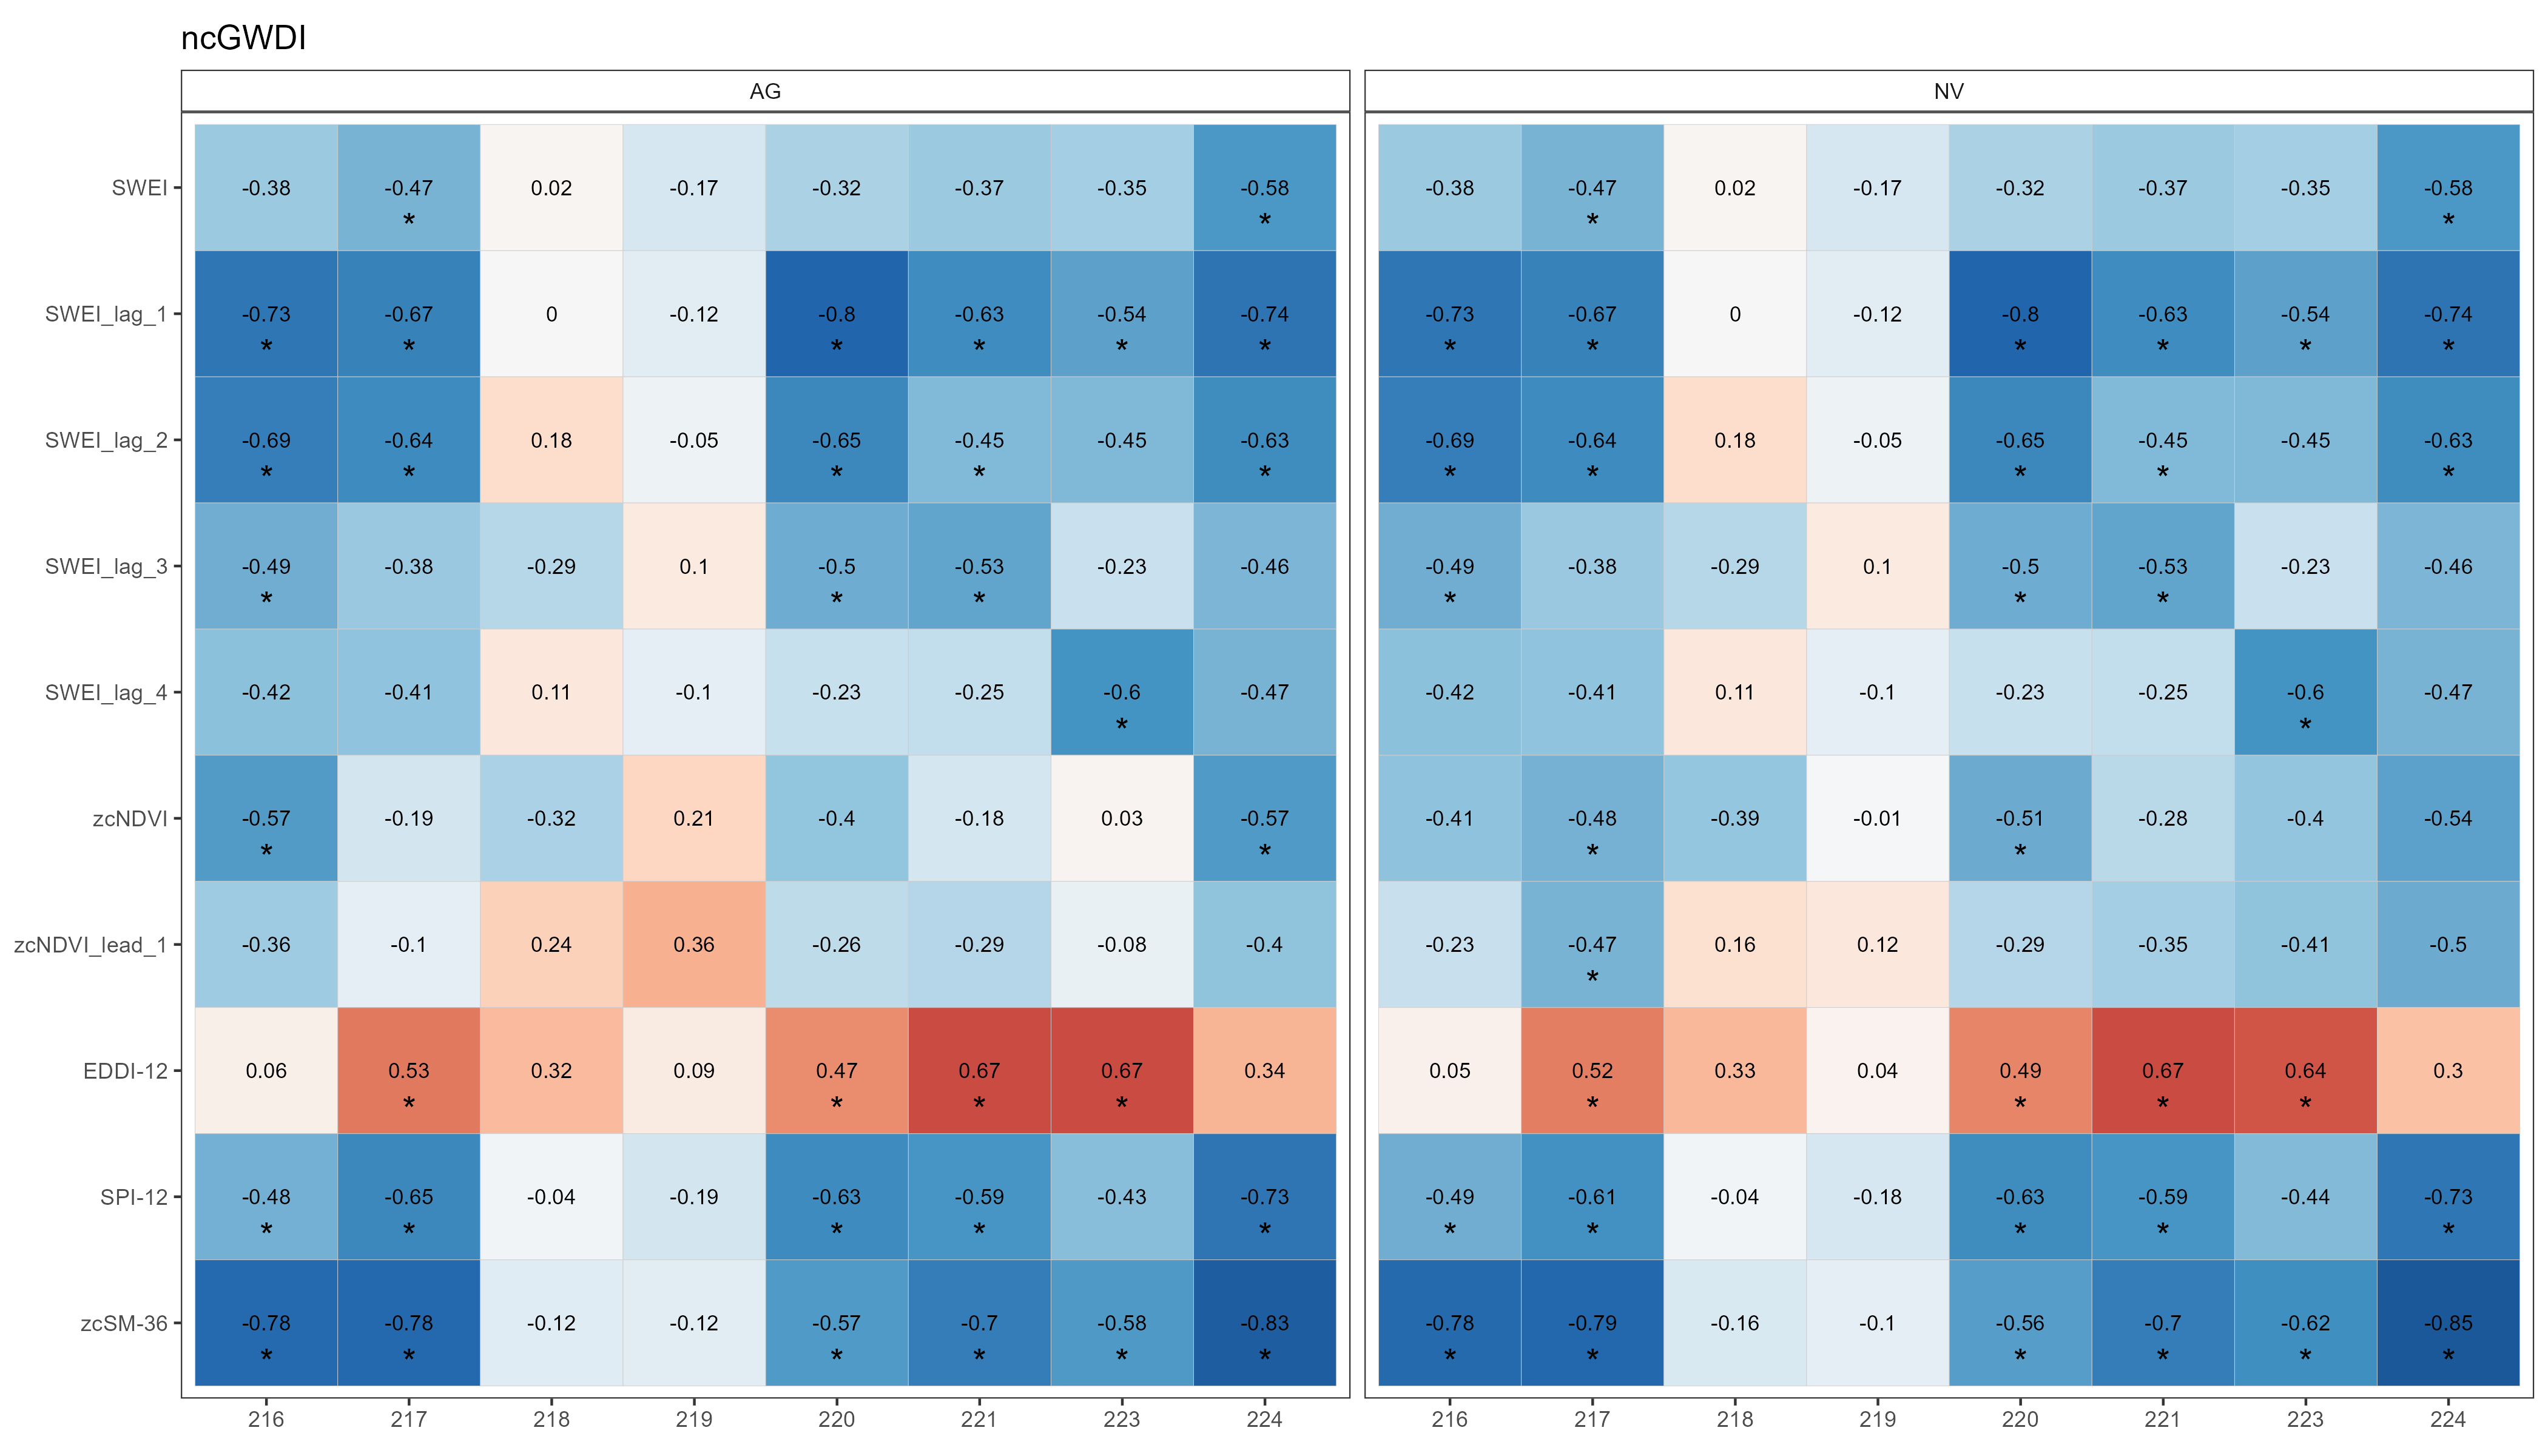 ncGWDI
AG NV
SWEI -0.38 -0.47 0.02 -0.17 -0.32 -0.37 -0.35 -0.58 -0.38 -0.47 0.02 -0.17 -0.32 -0.37 -0.35 -0.58
* * * *
SWEI_lag_1 -0.73 -0.67 0 -0.12 -0.8 -0.63 -0.54 -0.74 -0.73 -0.67 0 -0.12 -0.8 -0.63 -0.54 -0.74
* * * * * * * * * * * *
SWEI_lag_2 -0.69 -0.64 0.18 -0.05 -0.65 -0.45 -0.45 -0.63 -0.69 -0.64 0.18 -0.05 -0.65 -0.45 -0.45 -0.63
* * * * * * * * * *
SWEI_lag_3 -0.49 -0.38 -0.29 0.1 -0.5 -0.53 -0.23 -0.46 -0.49 -0.38 -0.29 0.1 -0.5 -0.53 -0.23 -0.46
* * * * * *
SWEI_lag_4 -0.42 -0.41 0.11 -0.1 -0.23 -0.25 -0.6 -0.47 -0.42 -0.41 0.11 -0.1 -0.23 -0.25 -0.6 -0.47
* *
zcNDVI -0.57 -0.19 -0.32 0.21 -0.4 -0.18 0.03 -0.57 -0.41 -0.48 -0.39 -0.01 -0.51 -0.28 -0.4 -0.54
* * * *
zcNDVI_lead_1 -0.36 -0.1 0.24 0.36 -0.26 -0.29 -0.08 -0.4 -0.23 -0.47 0.16 0.12 -0.29 -0.35 -0.41 -0.5
*
EDDI-12 0.06 0.53 0.32 0.09 0.47 0.67 0.67 0.34 0.05 0.52 0.33 0.04 0.49 0.67 0.64 0.3
* * * * * * * *
SPI-12 -0.48 -0.65 -0.04 -0.19 -0.63 -0.59 -0.43 -0.73 -0.49 -0.61 -0.04 -0.18 -0.63 -0.59 -0.44 -0.73
* * * * * * * * * *
zcSM-36 -0.78 -0.78 -0.12 -0.12 -0.57 -0.7 -0.58 -0.83 -0.78 -0.79 -0.16 -0.1 -0.56 -0.7 -0.62 -0.85
* * * * * * * * * * * *
216 217 218 219 220 221 223 224 216 217 218 219 220 221 223 224